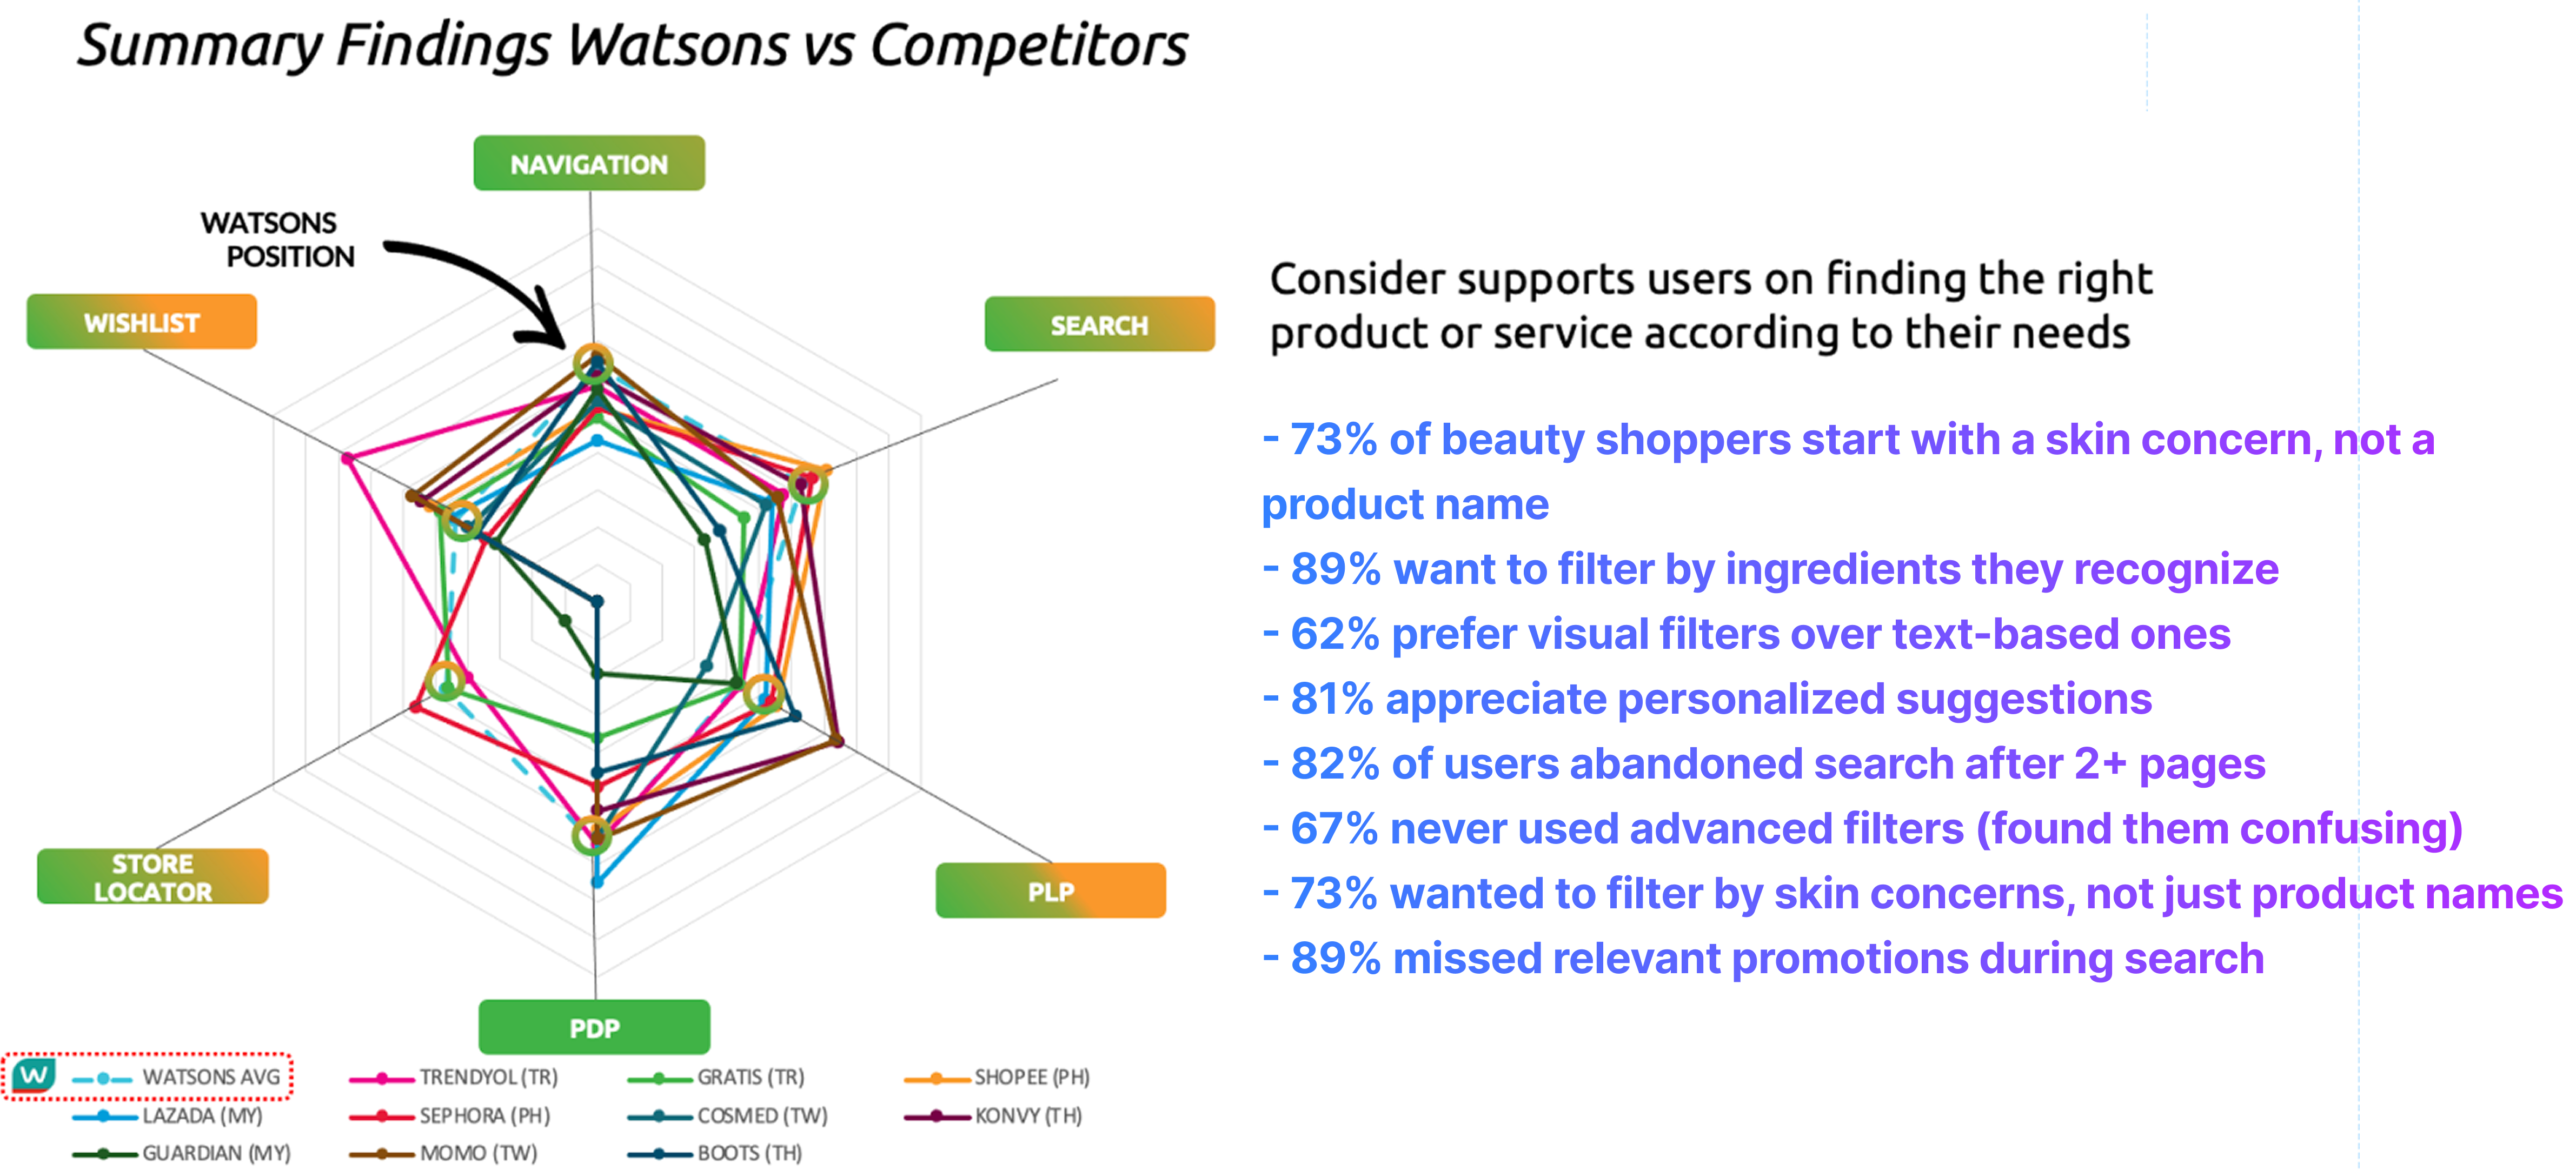 Summary Findings Watsons vs Competitors
NAVIGATION
WATSONS
POSITION
WISHLIST
SEARCH
STORE
LOCATOR
PLP
PDP
W
WATSONS AVG
TRENDYOL (TR)
GRATIS (TR)
SHOPEE (PH)
LAZADA (MY)
SEPHORA (PH)
COSMED (TW)
KONVY (TH)
GUARDIAN (MY)
MOMO (TW)
BOOTS (TH)
Consider supports users on finding the right
product or service according to their needs
- 73% of beauty shoppers start with a skin concern, not a
product name
- 89% want to filter by ingredients they recognize
- 62% prefer visual filters over text-based ones
- 81% appreciate personalized suggestions
- 82% of users abandoned search after 2+ pages
- 67% never used advanced filters (found them confusing)
- 73% wanted to filter by skin concerns, not just product names
- 89% missed relevant promotions during search